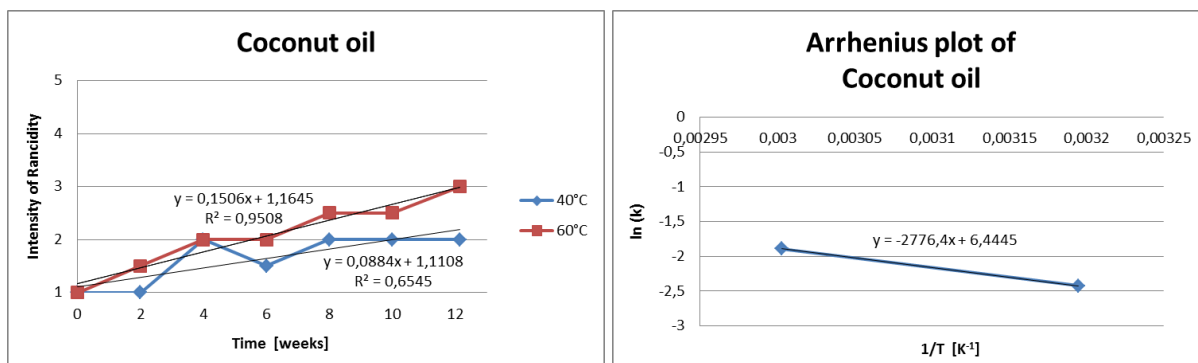 Coconut oil
Intensity of Rancidity
5
4
3
2
1
y = 0,1506x + 1,1645
R² = 0,9508
y = 0,0884x + 1,1108
R² = 0,6545
0 2 4 6 8 10 12
Time [weeks]
40°C
60°C
Arrhenius plot of
Coconut oil
ln (k)
0
0,00295 0,003 0,00305 0,0031 0,00315 0,0032 0,00325
-0,5
-1
-1,5
-2
-2,5
-3
y = -2776,4x + 6,4445
1/T [K⁻¹]